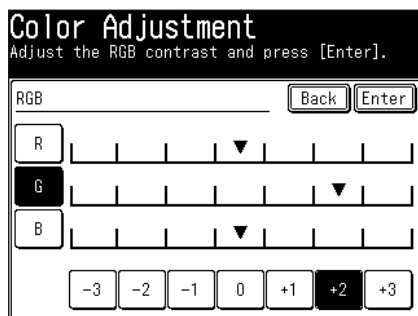 Color Adjustment
Adjust the RGB contrast and press [Enter].
RGB Back Enter
R
G
B
-3 -2 -1 0 +1 +2 +3